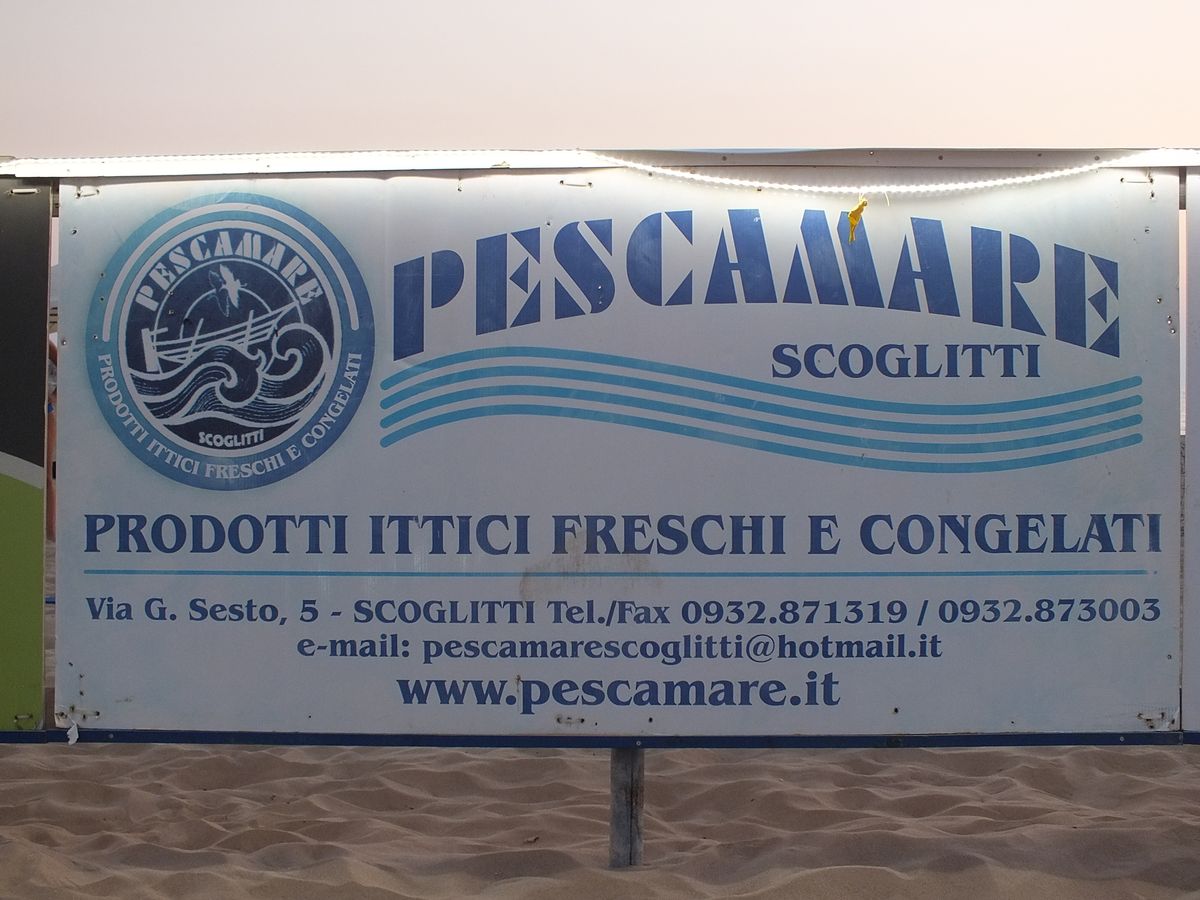 PESCAMARE
SCOGLITTI
PRODOTTI ITTICI FRESCHI E CONGELATI
PESCAMARE
SCOGLITTI
PRODOTTI ITTICI FRESCHI E CONGELATI
Via G. Sesto, 5 - SCOGLITTI Tel./Fax 0932.871319 / 0932.873003
e-mail: pescamarescoglitti@hotmail.it
www.pescamare.it